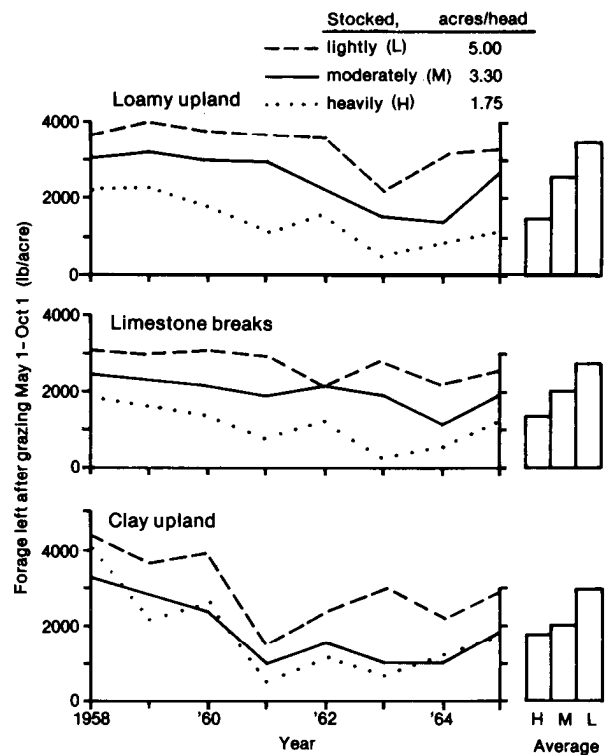 Stocked, acres/head
lightly (L) 5.00
moderately (M) 3.30
heavily (H) 1.75
Loamy upland
4000
2000
0
Limestone breaks
4000
2000
0
Clay upland
4000
2000
0
1958 '60 '62 '64
Year
H M L
Average
Forage left after grazing May 1-Oct 1 (lb/acre)